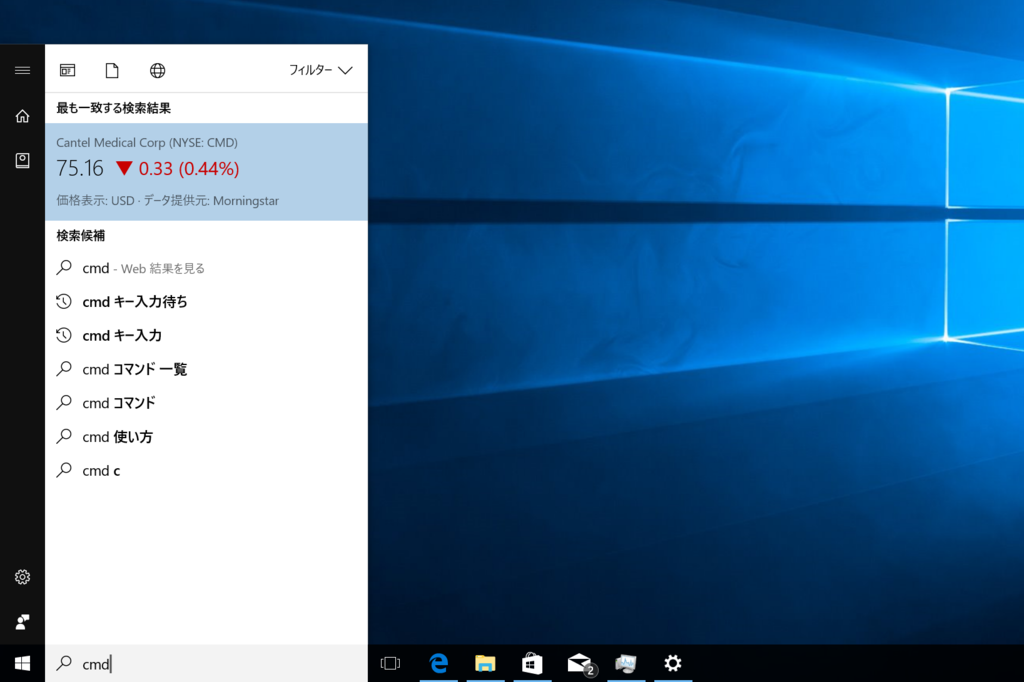 フィルター
最も一致する検索結果
Cantel Medical Corp (NYSE: CMD)
75.16 ▼ 0.33 (0.44%)
価格表示: USD · データ提供元: Morningstar
検索候補
cmd - Web 結果を見る
cmd キー入力待ち
cmd キー入力
cmd コマンド 一覧
cmd コマンド
cmd 使い方
cmd c
cmd
2